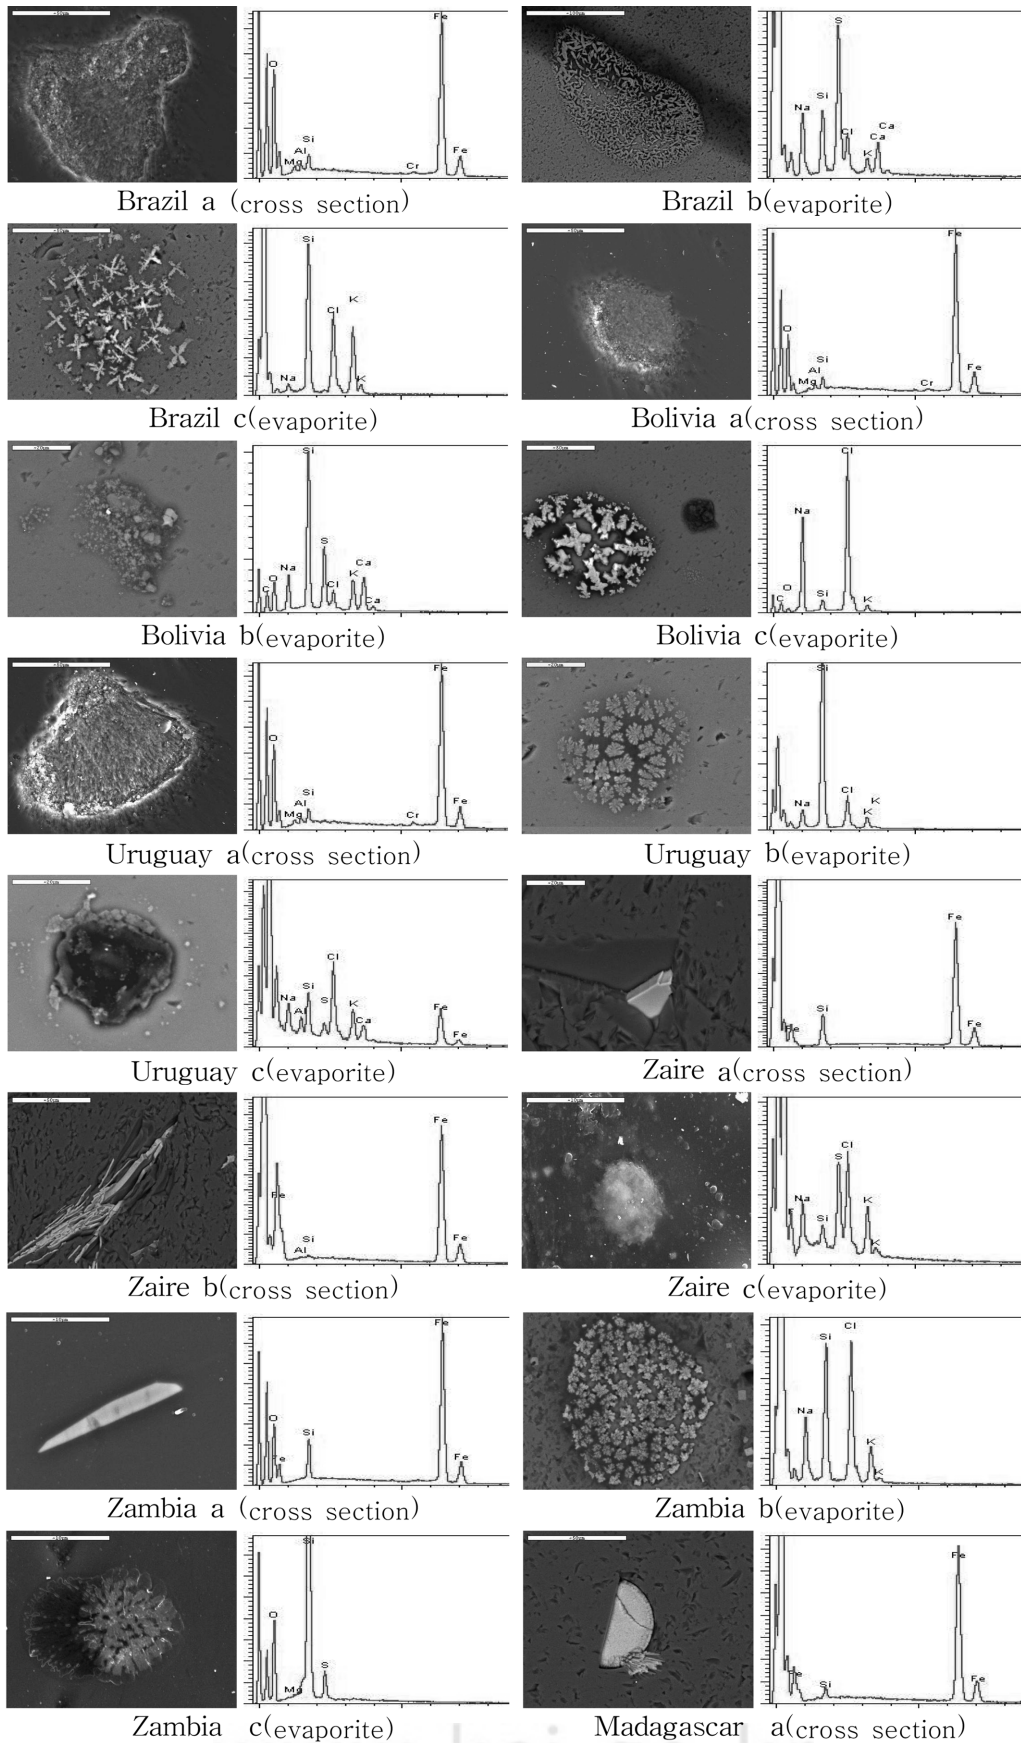 Fe
O
Si
Al
Mg
Cr
Fe
Brazil a (cross section)
S
Si
Na
Cl
Ca
Ca
K
Brazil b(evaporite)
Si
Cl
K
Na
K
Brazil c(evaporite)
Fe
O
Si
Al
Mg
Cr
Fe
Bolivia a(cross section)
Si
S
Na
O
C
Cl
K
Ca
Ca
Bolivia b(evaporite)
Cl
Na
O
C
Si
K
Bolivia c(evaporite)
Fe
O
Si
Al
Mg
Cr
Fe
Uruguay a(cross section)
Si
Na
Cl
K
K
Uruguay b(evaporite)
Cl
Na
Si
Al
S
K
Ca
Fe
Fe
Uruguay c(evaporite)
Fe
Si
Fe
Fe
Zaire a(cross section)
Fe
Fe
Si
Al
Fe
Zaire b(cross section)
Cl
S
Na
K
F
Si
K
Zaire c(evaporite)
Fe
O
Si
Fe
Fe
Zambia a (cross section)
Cl
Si
Na
K
K
Zambia b(evaporite)
Si
O
S
Mg
Zambia c(evaporite)
Fe
Fe
Si
Fe
Madagascar a(cross section)